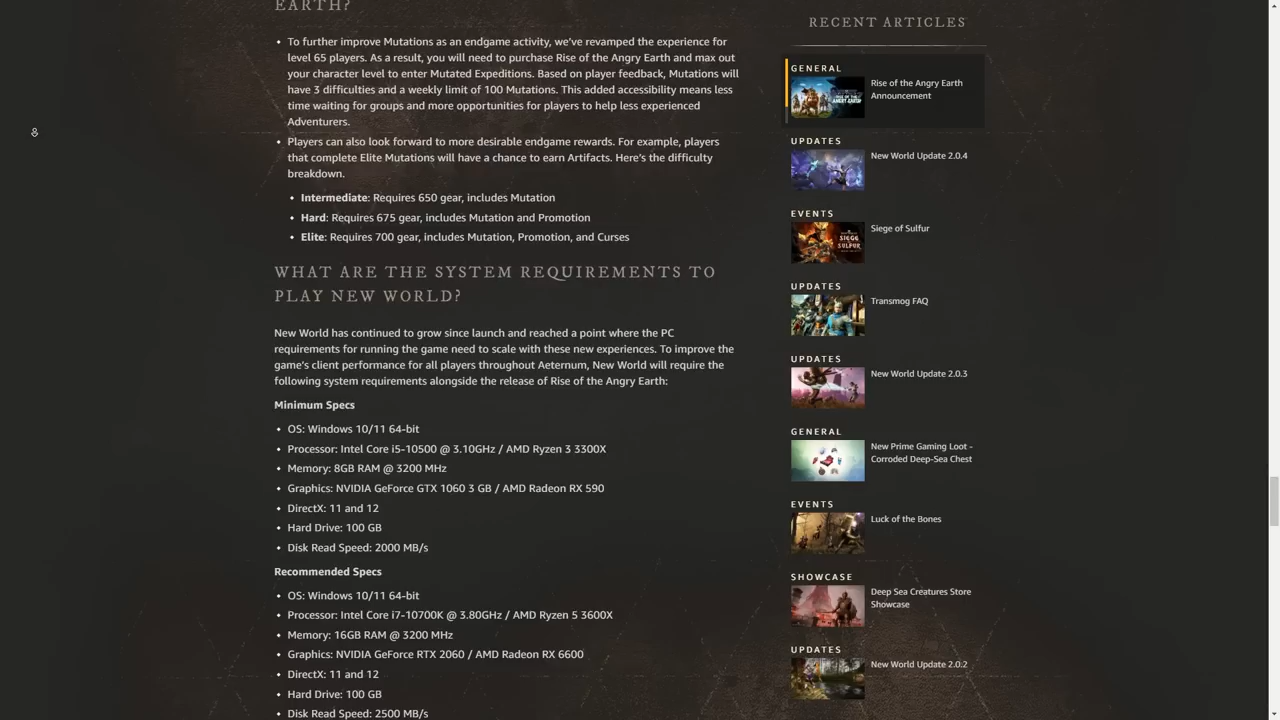 EARTH?
To further improve Mutations as an endgame activity, we've revamped the experience for
level 65 players. As a result, you will need to purchase Rise of the Angry Earth and max out
your character level to enter Mutated Expeditions. Based on player feedback, Mutations will
have 3 difficulties and a weekly limit of 100 Mutations. This added accessibility means less
time waiting for groups and more opportunities for players to help less experienced
Adventurers.
Players can also look forward to more desirable endgame rewards. For example, players
that complete Elite Mutations will have a chance to earn Artifacts. Here's the difficulty
breakdown.
Intermediate: Requires 650 gear, includes Mutation
Hard: Requires 675 gear, includes Mutation and Promotion
Elite: Requires 700 gear, includes Mutation, Promotion, and Curses
WHAT ARE THE SYSTEM REQUIREMENTS TO
PLAY NEW WORLD?
New World has continued to grow since launch and reached a point where the PC
requirements for running the game need to scale with these new experiences. To improve the
game's client performance for all players throughout Aeternum, New World will require the
following system requirements alongside the release of Rise of the Angry Earth:
Minimum Specs
OS: Windows 10/11 64-bit
Processor: Intel Core i5-10500 @ 3.10GHz / AMD Ryzen 3 3300X
Memory: 8GB RAM @ 3200 MHz
Graphics: NVIDIA GeForce GTX 1060 3 GB / AMD Radeon RX 590
DirectX: 11 and 12
Hard Drive: 100 GB
Disk Read Speed: 2000 MB/s
Recommended Specs
OS: Windows 10/11 64-bit
Processor: Intel Core i7-10700K @ 3.80GHz / AMD Ryzen 5 3600X
Memory: 16GB RAM @ 3200 MHz
Graphics: NVIDIA GeForce RTX 2060 / AMD Radeon RX 6600
DirectX: 11 and 12
Hard Drive: 100 GB
Disk Read Speed: 2500 MB/s
RECENT ARTICLES
GENERAL
Rise of the Angry Earth
Announcement
UPDATES
New World Update 2.0.4
EVENTS
Siege of Sulfur
SIEGE
OF
SULFUR
UPDATES
Transmog FAQ
UPDATES
New World Update 2.0.3
GENERAL
New Prime Gaming Loot -
Corroded Deep-Sea Chest
EVENTS
Luck of the Bones
SHOWCASE
Deep Sea Creatures Store
Showcase
UPDATES
New World Update 2.0.2